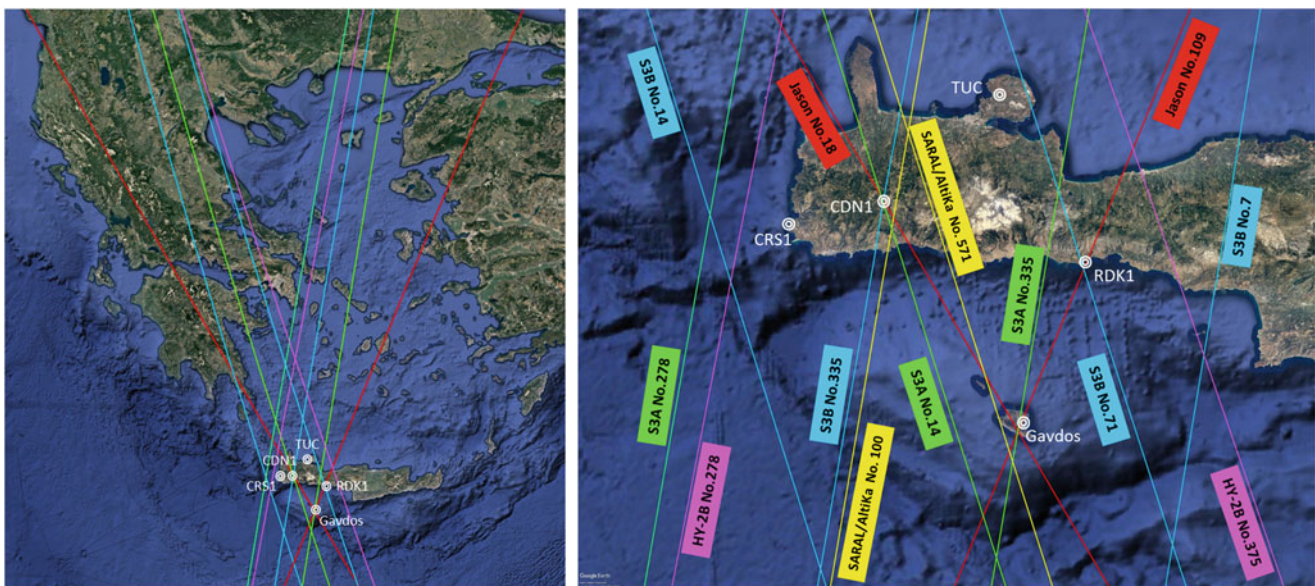 TUC
CDN1
CRS1
RDK1
Gavdos
S3B No.14
Jason No.18
TUC
Jason No.109
SARAL/AltiKa No. 571
CDN1
CRS1
S3B No.7
RDK1
S3A No.335
S3A No.278
S3B No.335
S3A No.14
S3B No.71
Gavdos
HY-2B No.278
SARAL/AltiKa No. 100
HY-2B No.375
Google Earth